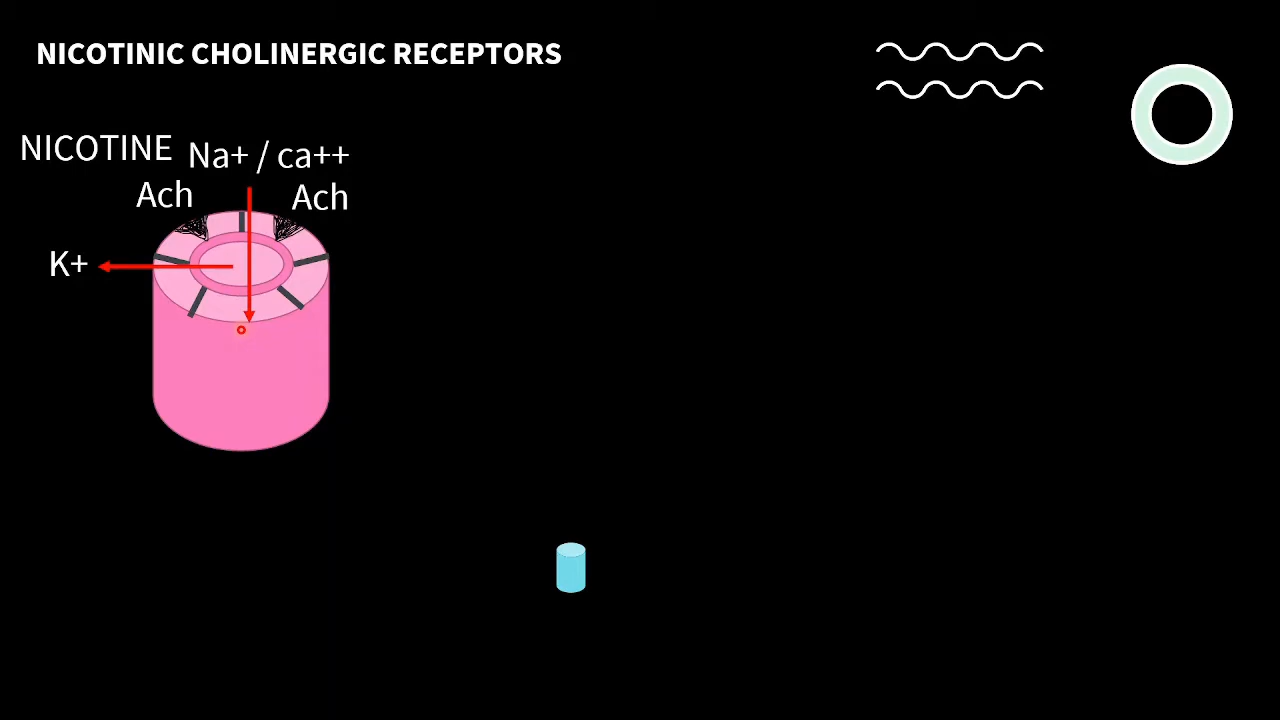 NICOTINIC CHOLINERGIC RECEPTORS
NICOTINE
Na+ / ca++
Ach
Ach
K+